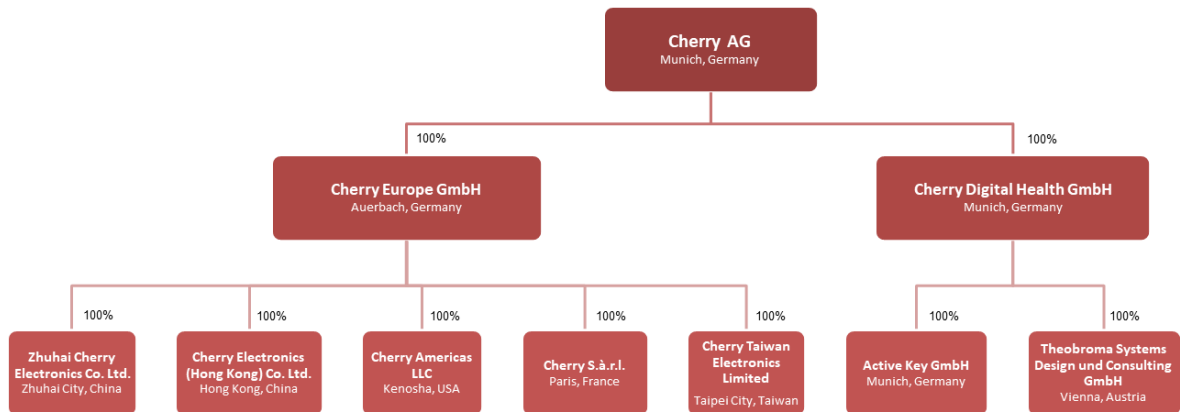 Cherry AG
Munich, Germany
100%
100%
Cherry Europe GmbH
Auerbach, Germany
Cherry Digital Health GmbH
Munich, Germany
100%
100%
100%
100%
100%
100%
100%
Zhuhai Cherry
Electronics Co. Ltd.
Zhuhai City, China
Cherry Electronics
(Hong Kong) Co. Ltd.
Hong Kong, China
Cherry Americas
LLC
Kenosha, USA
Cherry S.à.r.l.
Paris, France
Cherry Taiwan
Electronics
Limited
Taipei City, Taiwan
Active Key GmbH
Munich, Germany
Theobroma Systems
Design und Consulting
GmbH
Vienna, Austria